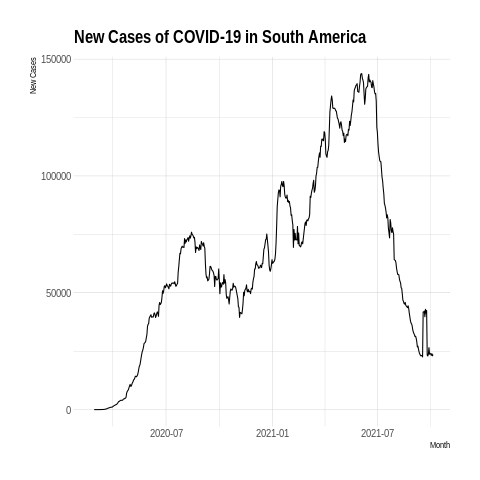 New Cases of COVID-19 in South America
New Cases
150000
100000
50000
0
2020-07
2021-01
2021-07
Month